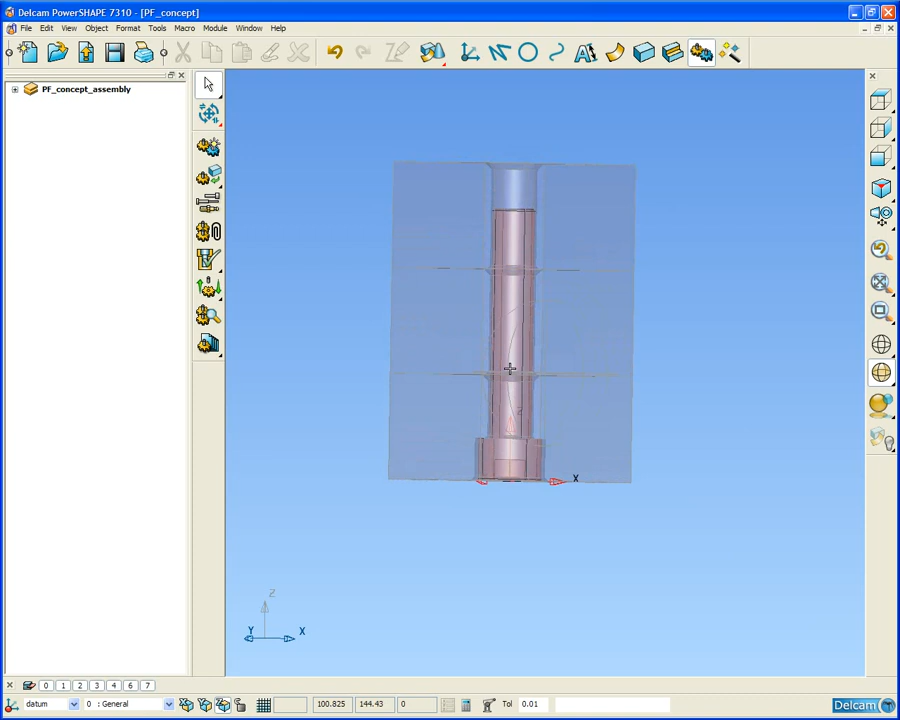 Delcam PowerSHAPE 7310 - [PF_concept]
File Edit View Object Format Tools Macro Module Window Help
PF_concept_assembly
Z
X
Z
Y X
0 1 2 3 4 6 7
datum 0 : General 100.825 144.43 0 Tol 0.01 Delcam